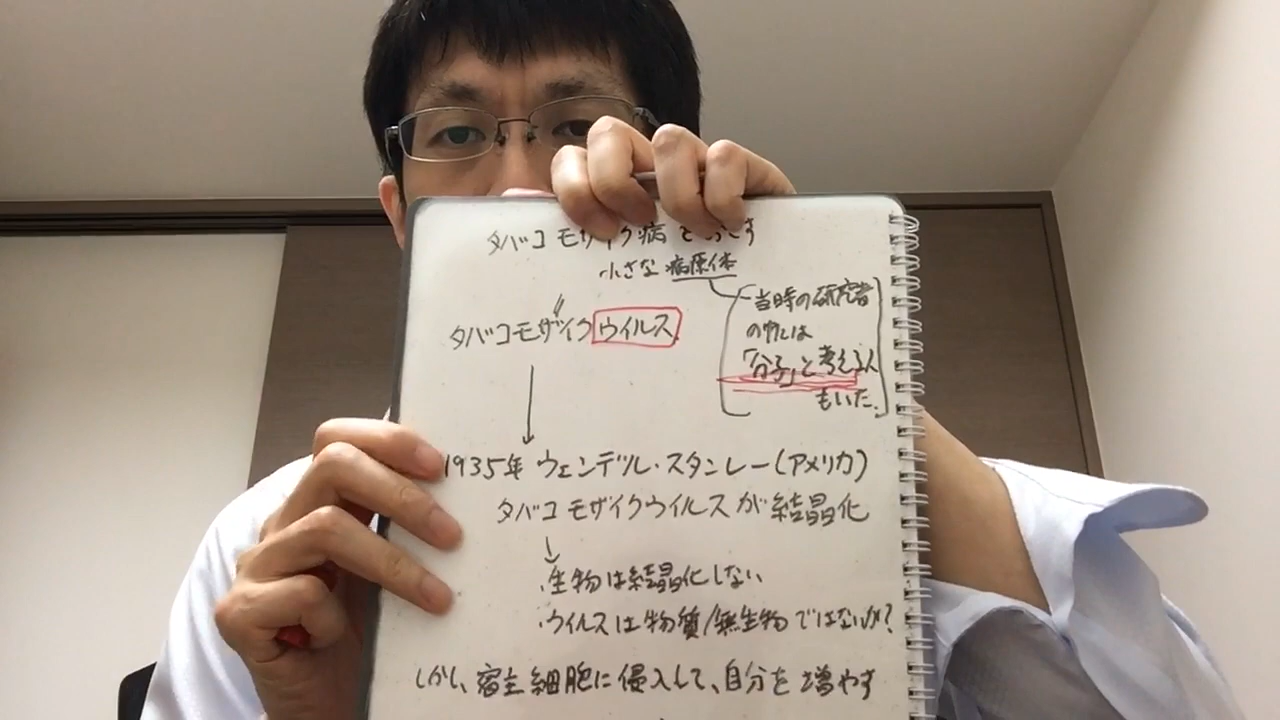 タバコモザイク病をおこす
小さな病原体
当時の研究者
の中には
「分子」と考える人
もいた。
タバコモザイクウイルス
1935年 ウェンデル・スタンレー(アメリカ)
タバコモザイクウイルスが結晶化
・生物は結晶化しない
・ウイルスは物質/無生物ではないか?
しかし、宿主細胞に侵入して、自分を増やす